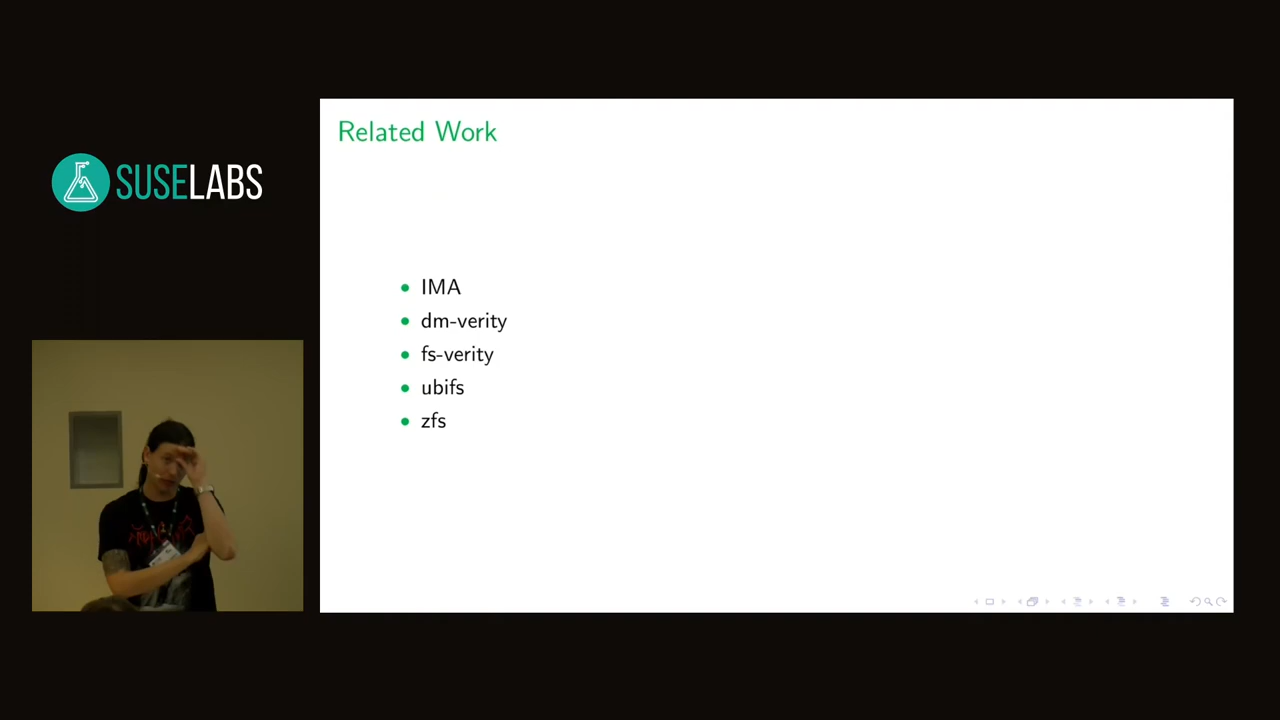 SUSELABS
Related Work
IMA
dm-verity
fs-verity
ubifs
zfs